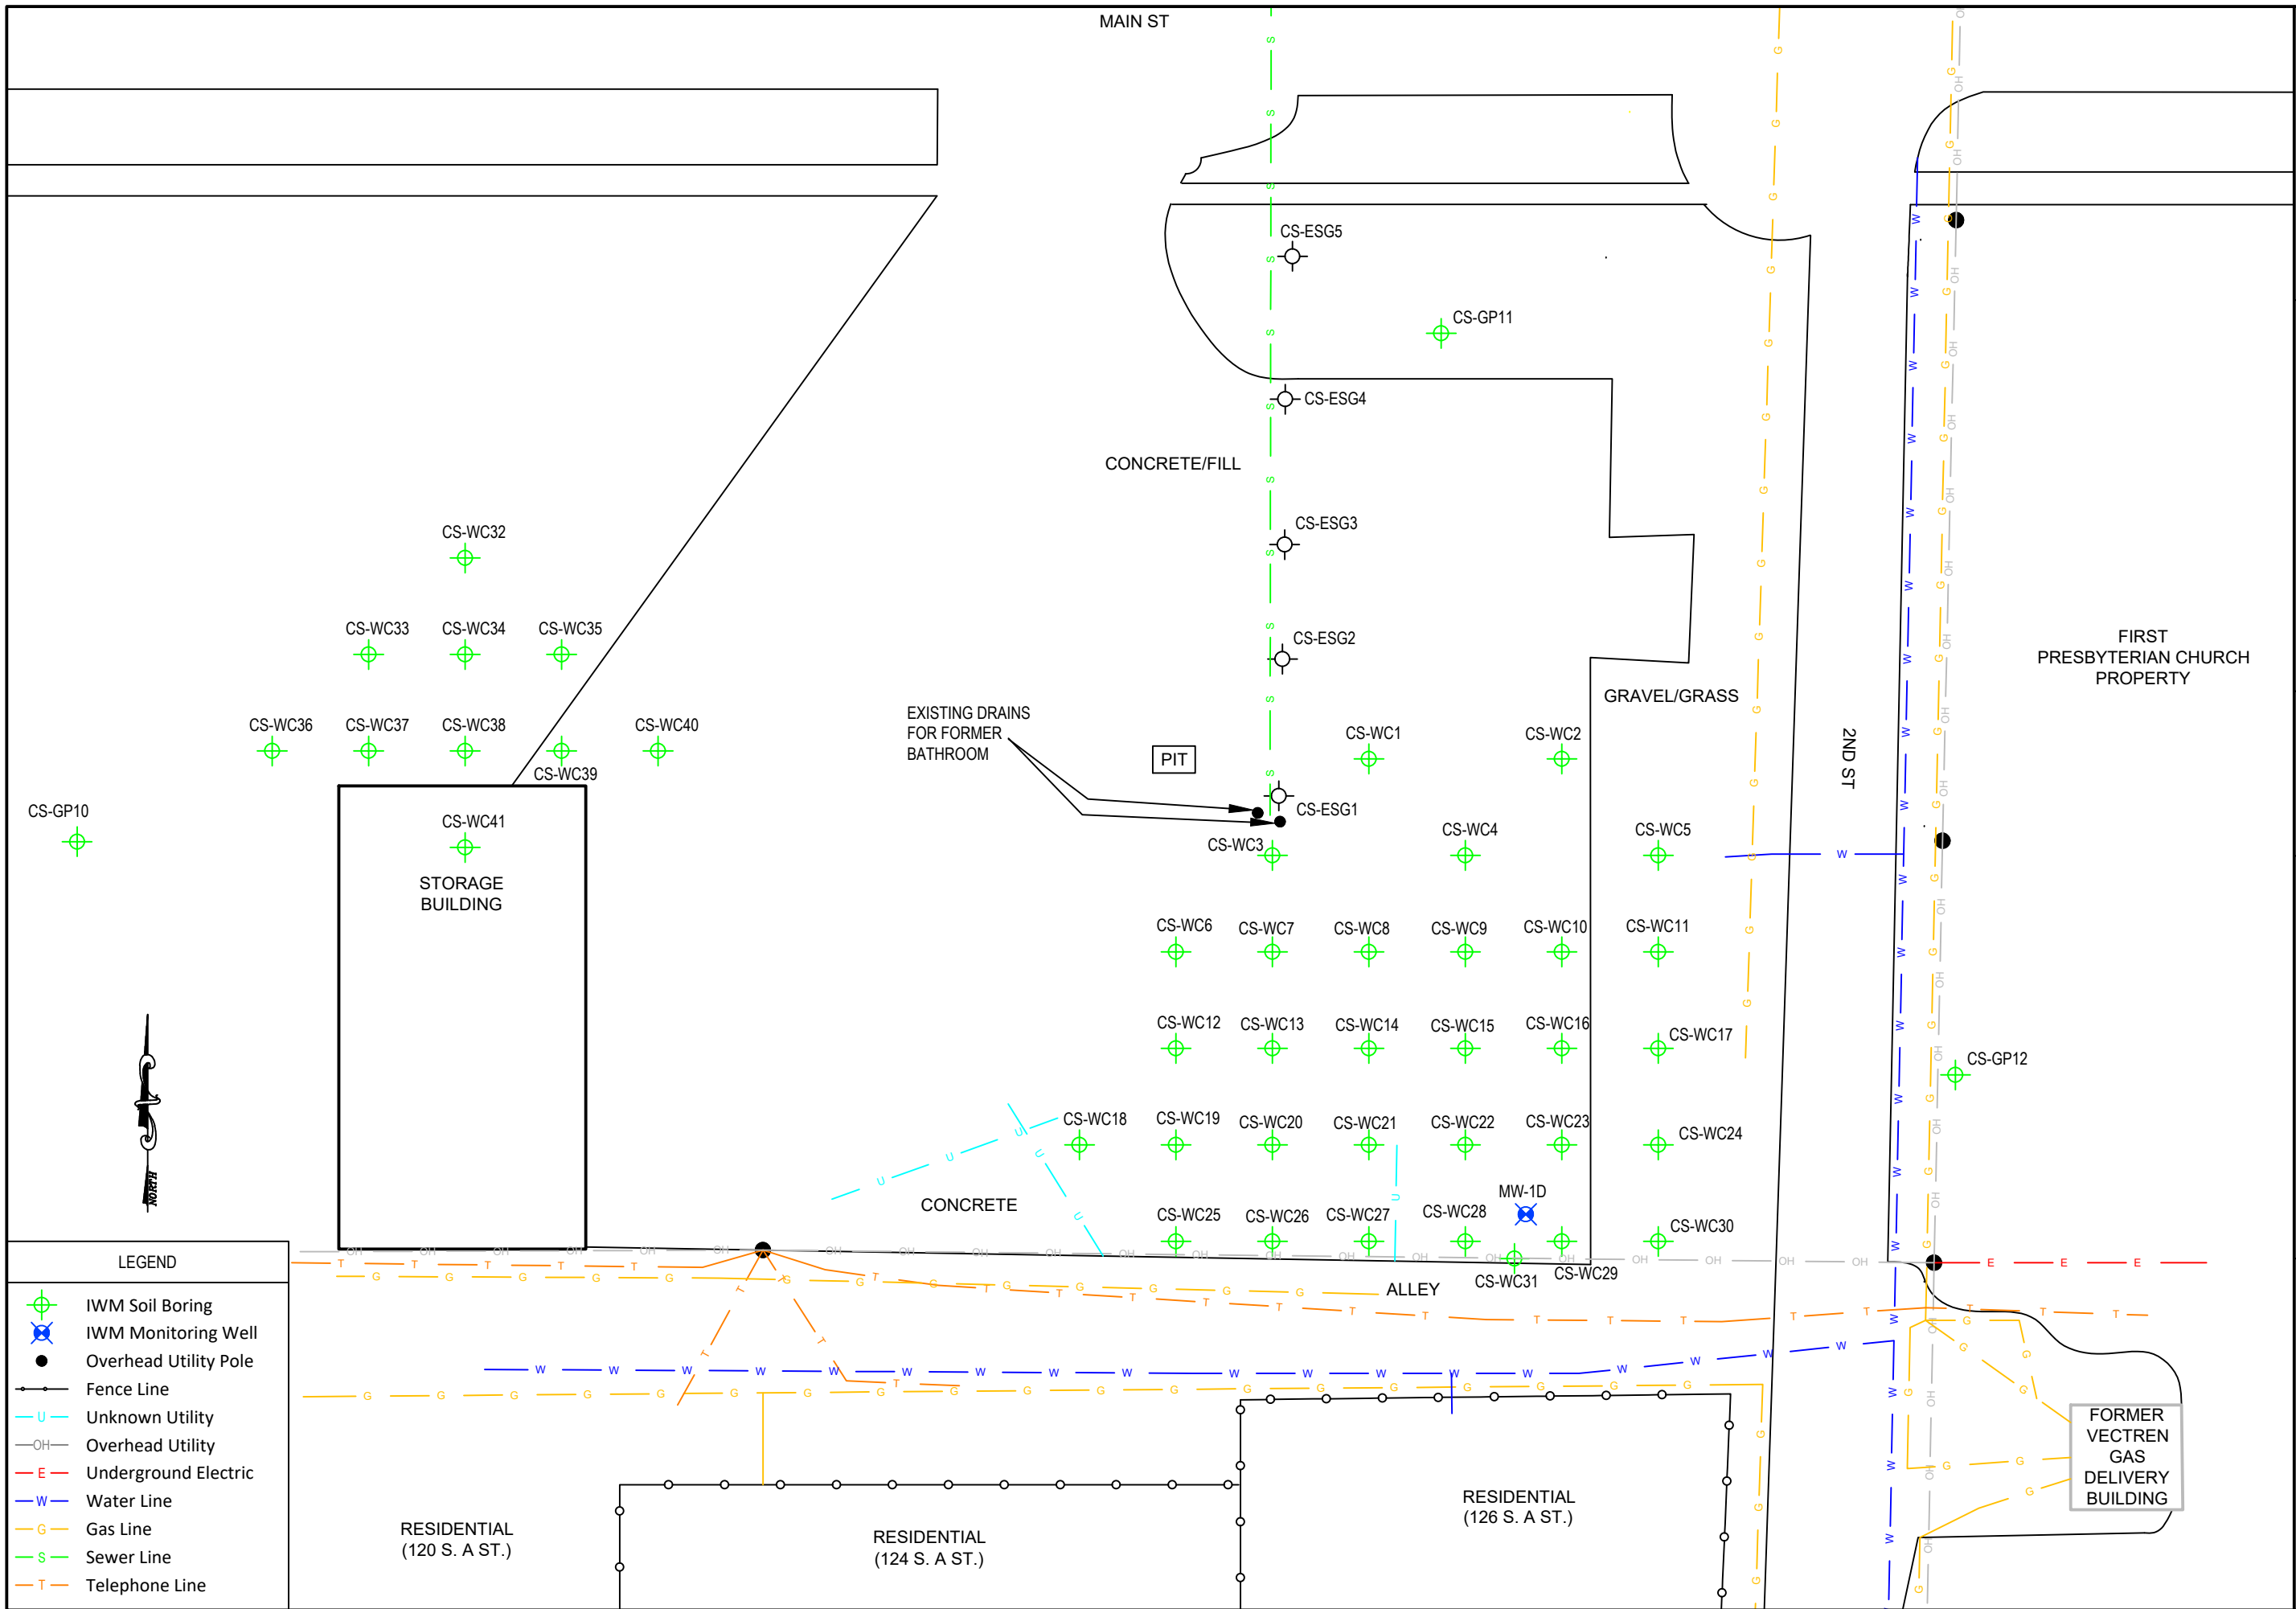 MAIN ST
CS-ESG5
CS-GP11
CS-ESG4
CONCRETE/FILL
CS-ESG3
CS-WC32
CS-WC33
CS-WC34
CS-WC35
CS-ESG2
FIRST
PRESBYTERIAN CHURCH
PROPERTY
GRAVEL/GRASS
CS-WC36
CS-WC37
CS-WC38
CS-WC40
CS-WC39
EXISTING DRAINS
FOR FORMER
BATHROOM
PIT
CS-WC1
CS-WC2
2ND ST
CS-GP10
CS-WC41
STORAGE
BUILDING
CS-ESG1
CS-WC3
CS-WC4
CS-WC5
CS-WC6
CS-WC7
CS-WC8
CS-WC9
CS-WC10
CS-WC11
CS-WC12
CS-WC13
CS-WC14
CS-WC15
CS-WC16
CS-WC17
CS-GP12
CS-WC18
CS-WC19
CS-WC20
CS-WC21
CS-WC22
CS-WC23
CS-WC24
NORTH
CONCRETE
MW-1D
CS-WC25
CS-WC26
CS-WC27
CS-WC28
CS-WC30
CS-WC31
CS-WC29
ALLEY
LEGEND
IWM Soil Boring
IWM Monitoring Well
Overhead Utility Pole
Fence Line
U Unknown Utility
OH Overhead Utility
E Underground Electric
W Water Line
G Gas Line
S Sewer Line
T Telephone Line
RESIDENTIAL
(120 S. A ST.)
RESIDENTIAL
(124 S. A ST.)
RESIDENTIAL
(126 S. A ST.)
FORMER
VECTREN
GAS
DELIVERY
BUILDING